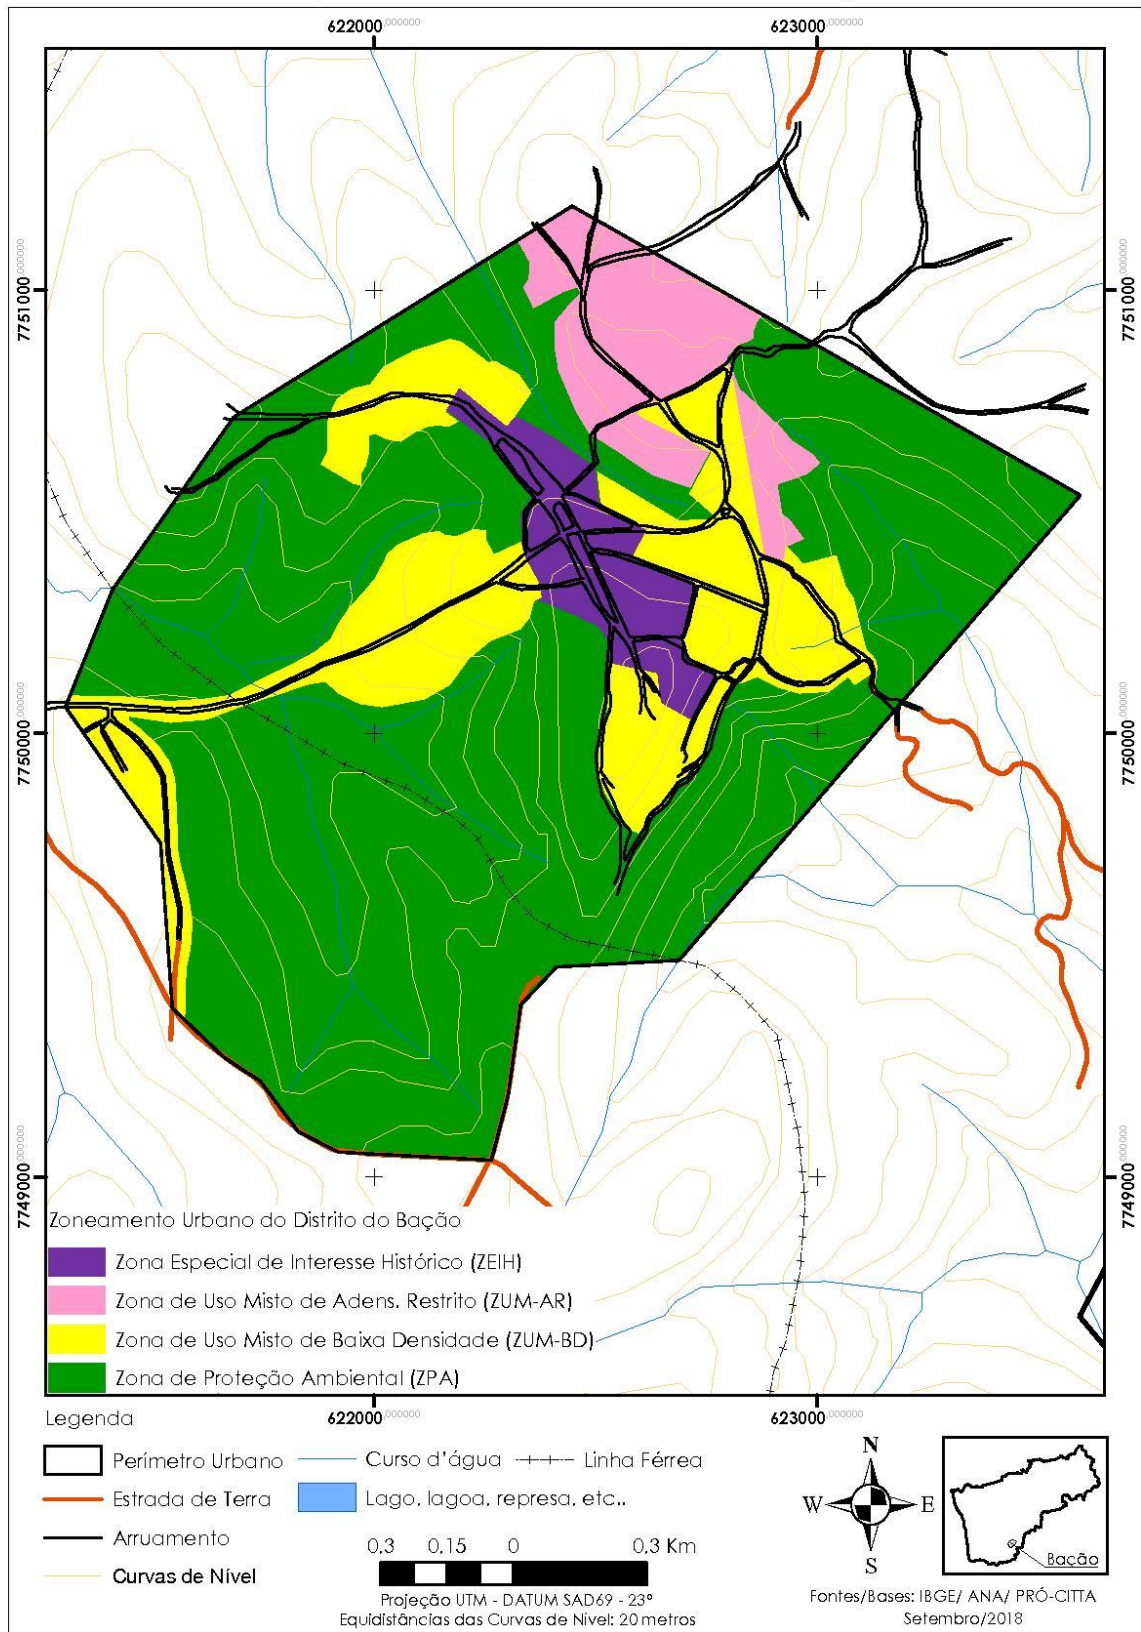 622000,000000 623000,000000
7751000,000000 7751000,000000
7750000,000000 7750000,000000
7749000,000000 7749000,000000
Zoneamento Urbano do Distrito do Bação
Zona Especial de Interesse Histórico (ZEIH)
Zona de Uso Misto de Adens. Restrito (ZUM-AR)
Zona de Uso Misto de Baixa Densidade (ZUM-BD)
Zona de Proteção Ambiental (ZPA)
622000,000000 623000,000000
Legenda
Perímetro Urbano
Curso d'água
Linha Férrea
Estrada de Terra
Lago, lagoa, represa, etc..
Arruamento
Curvas de Nível
0,3 0,15 0 0,3 Km
Projeção UTM - DATUM SAD69 - 23º
Equidistâncias das Curvas de Nível: 20 metros
N
W E
S
Bação
Fontes/Bases: IBGE/ ANA/ PRÓ-CITTA
Setembro/2018